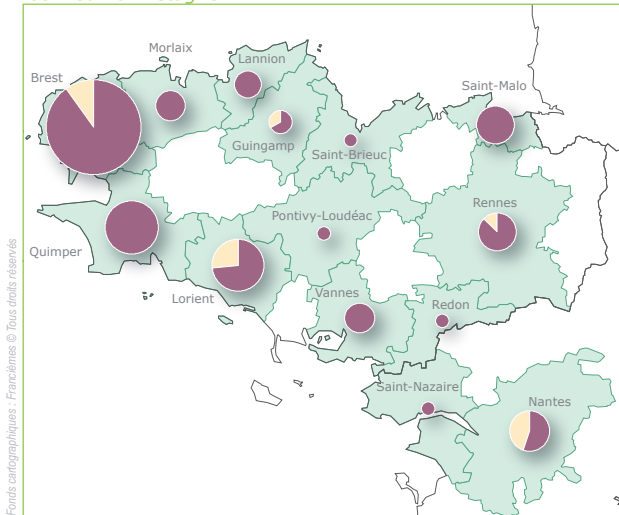 Morlaix
Lannion
Brest
Saint-Malo
Guingamp
Saint-Brieuc
Rennes
Pontivy-Loudéac
Quimper
Lorient
Vannes
Redon
Saint-Nazaire
Nantes
Fonds cartographiques : Francièmes © Tous droits réservés